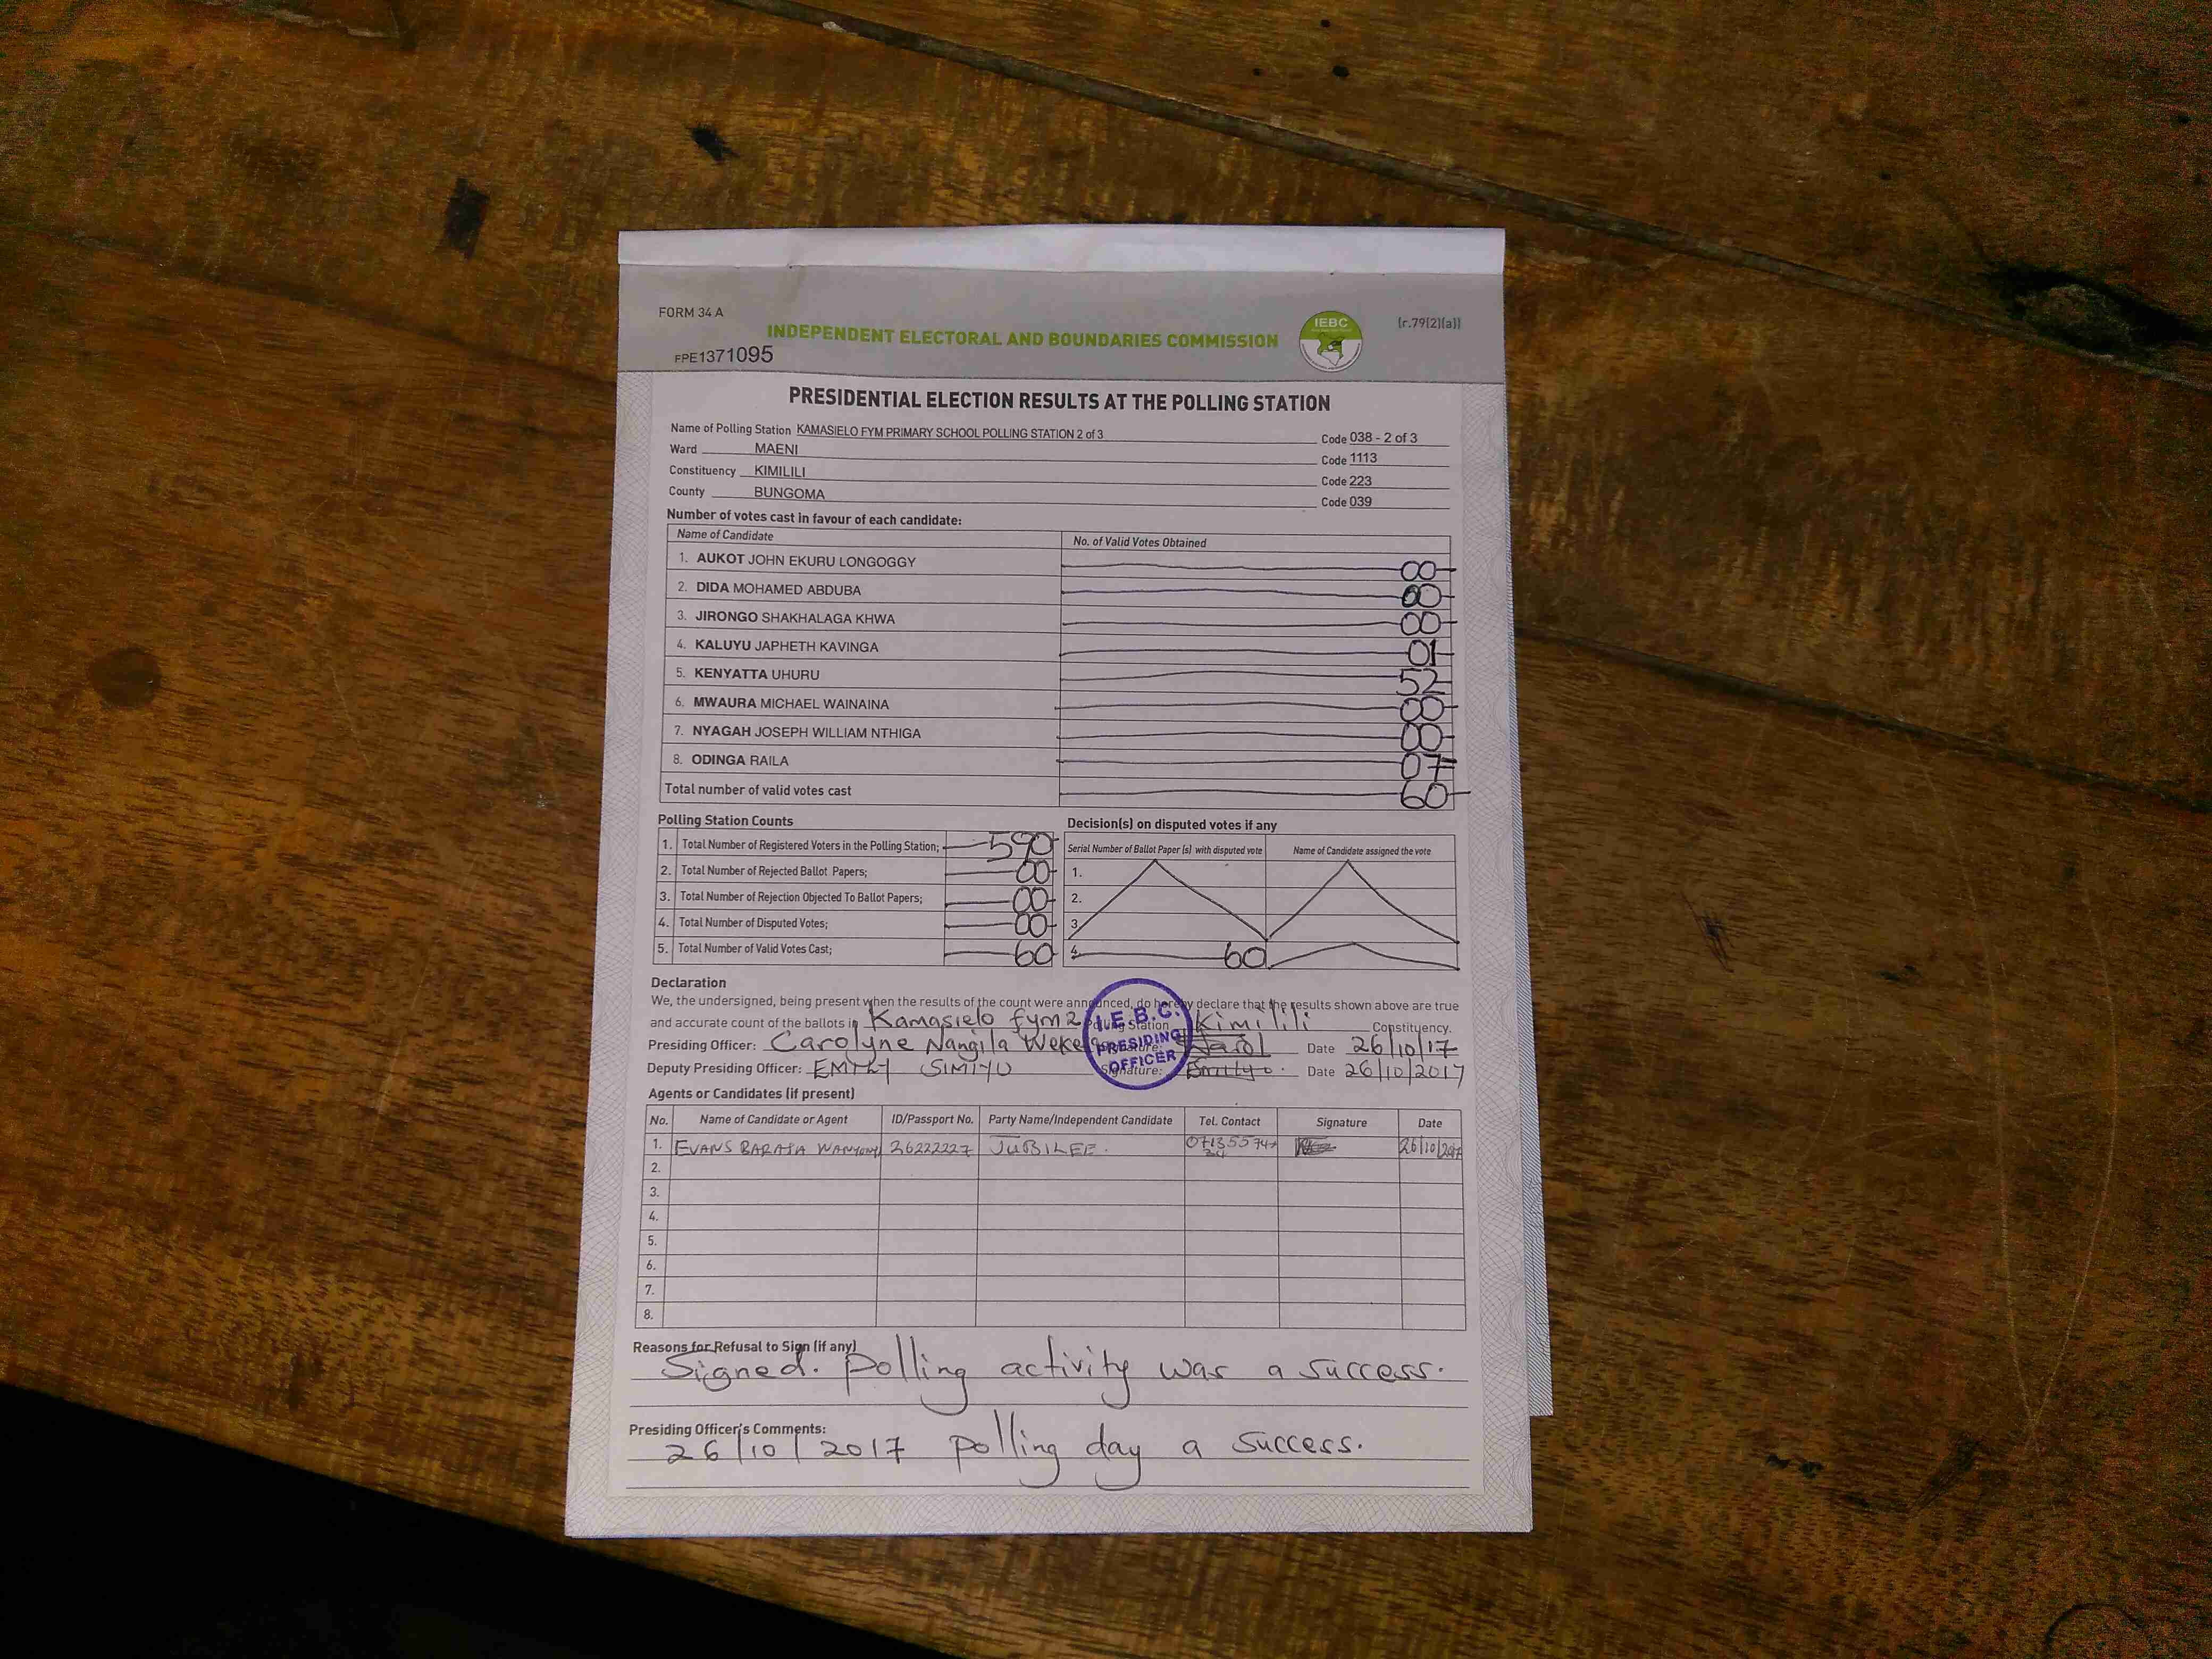 FORM 34 A
INDEPENDENT ELECTORAL AND BOUNDARIES COMMISSION
IEBC
(r.79(2)(a))
FPE1371095
PRESIDENTIAL ELECTION RESULTS AT THE POLLING STATION
Name of Polling Station KAMASIELO FYM PRIMARY SCHOOL POLLING STATION 2 of 3 Code 038 - 2 of 3
Ward MAENI Code 1113
Constituency KIMILILI Code 223
County BUNGOMA Code 039
Number of votes cast in favour of each candidate:
Name of Candidate No. of Valid Votes Obtained
1. AUKOT JOHN EKURU LONGOGGY 00
2. DIDA MOHAMED ABDUBA 00
3. JIRONGO SHAKHALAGA KHWA 00
4. KALUYU JAPHETH KAVINGA 01
5. KENYATTA UHURU 52
6. MWAURA MICHAEL WAINAINA 00
7. NYAGAH JOSEPH WILLIAM NTHIGA 00
8. ODINGA RAILA 07
Total number of valid votes cast 60
Polling Station Counts
1. Total Number of Registered Voters in the Polling Station; 590
2. Total Number of Rejected Ballot Papers; 00
3. Total Number of Rejection Objected To Ballot Papers; 00
4. Total Number of Disputed Votes; 00
5. Total Number of Valid Votes Cast; 60
Decision(s) on disputed votes if any
Serial Number of Ballot Paper (s) with disputed vote Name of Candidate assigned the vote
1.
2.
3
4. 60
Declaration
We, the undersigned, being present when the results of the count were announced, do hereby declare that the results shown above are true
and accurate count of the ballots in Kamasielo fym 2 Polling Station Kimilili Constituency.
Presiding Officer: Carolyne Nangila Signature: Date 26/10/17
Deputy Presiding Officer: EMILY SIMIYU Signature: Emily Date 26/10/2017
I.E.B.C.
PRESIDING
OFFICER
Agents or Candidates (if present)
No. Name of Candidate or Agent ID/Passport No. Party Name/Independent Candidate Tel. Contact Signature Date
1. EVANS BARASA WANYONYI 26222227 JUBILEE. 26/10/2017
2.
3.
4.
5.
6.
7.
8.
Reasons for Refusal to Sign (if any)
Signed. Polling activity was a success.
Presiding Officer's Comments:
26/10/2017 polling day a success.